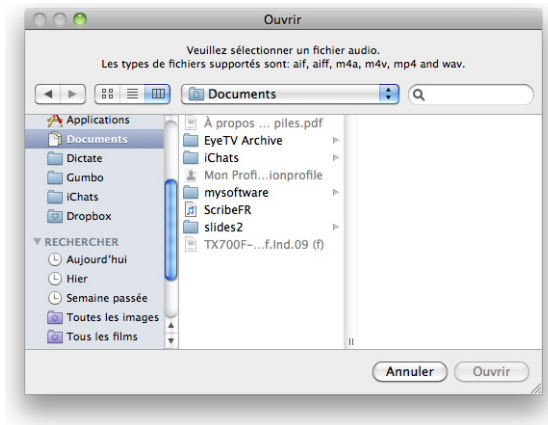 Ouvrir
Veuillez sélectionner un fichier audio.
Les types de fichiers supportés sont: aif, aiff, m4a, m4v, mp4 and wav.
Documents
Applications
Documents
Dictate
Gumbo
iChats
Dropbox
RECHERCHER
Aujourd'hui
Hier
Semaine passée
Toutes les images
Tous les films
À propos ... piles.pdf
EyeTV Archive
iChats
Mon Profi...ionprofile
mysoftware
ScribeFR
slides2
TX700F-...f.Ind.09 (f)
Annuler
Ouvrir